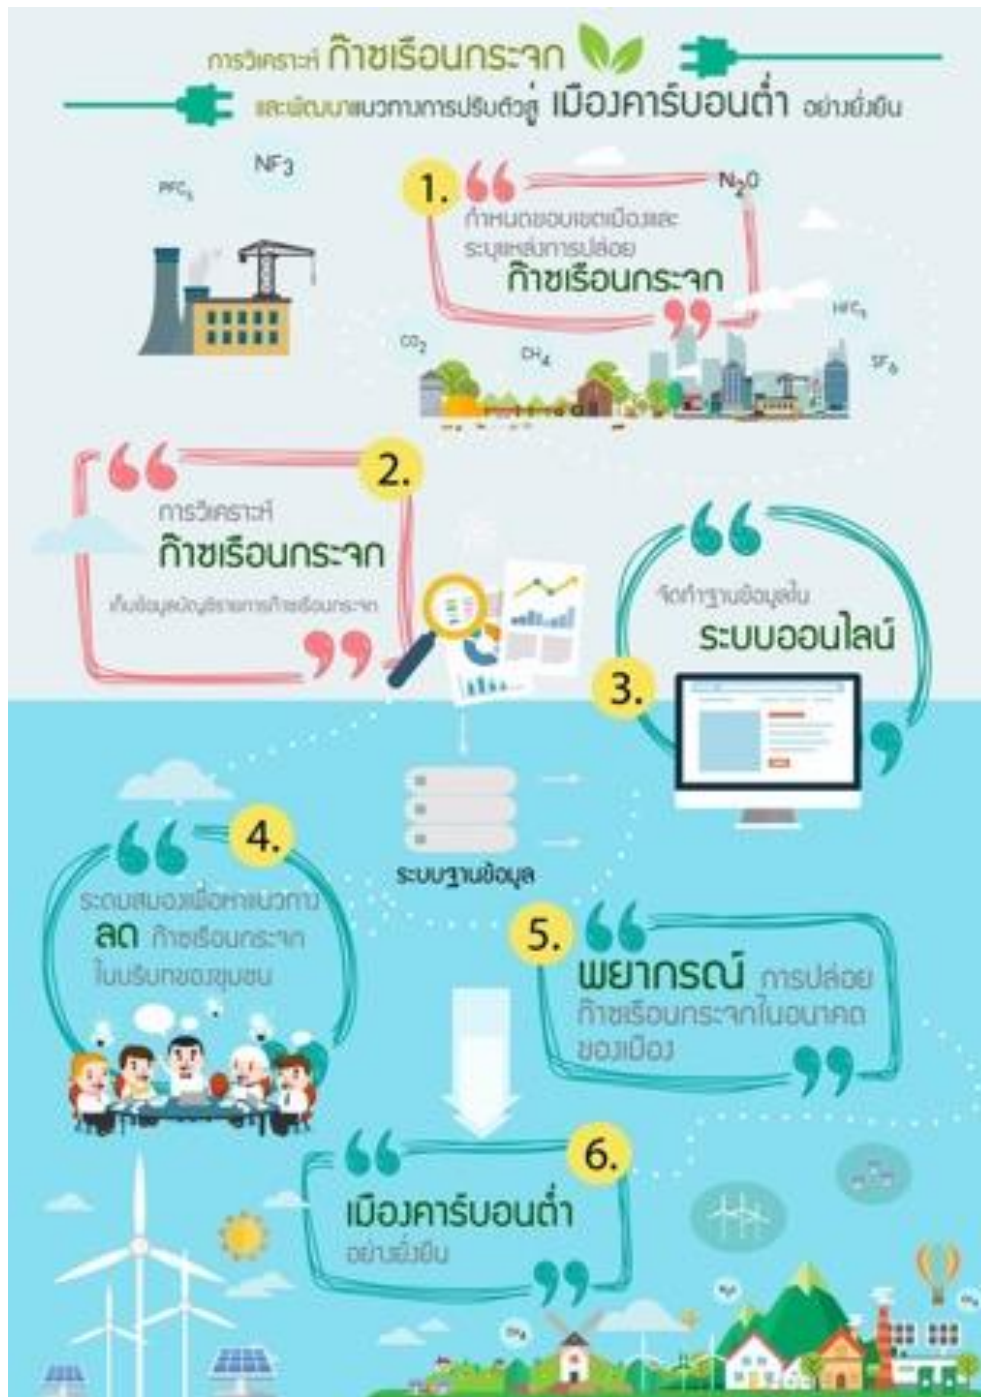 การวิเคราะห์ ก๊าซเรือนกระจก
และพัฒนาแนวทางการปรับตัวสู่ เมืองคาร์บอนต่ำ อย่างยั่งยืน
NF3
PFCs
1.
N2O
กำหนดขอบเขตเมืองและ
ระบุแหล่งการปล่อย
ก๊าซเรือนกระจก
HFCs
CO2
CH4
SF6
2.
การวิเคราะห์
ก๊าซเรือนกระจก
เก็บข้อมูลบัญชีรายการก๊าซเรือนกระจก
จัดทำฐานข้อมูลใน
ระบบออนไลน์
3.
ระบบฐานข้อมูล
4.
ระดมสมองเพื่อหาแนวทาง
ลด ก๊าซเรือนกระจก
ในบริบทของชุมชน
5.
พยากรณ์ การปล่อย
ก๊าซเรือนกระจกในอนาคต
ของเมือง
6.
เมืองคาร์บอนต่ำ
อย่างยั่งยืน
CH4